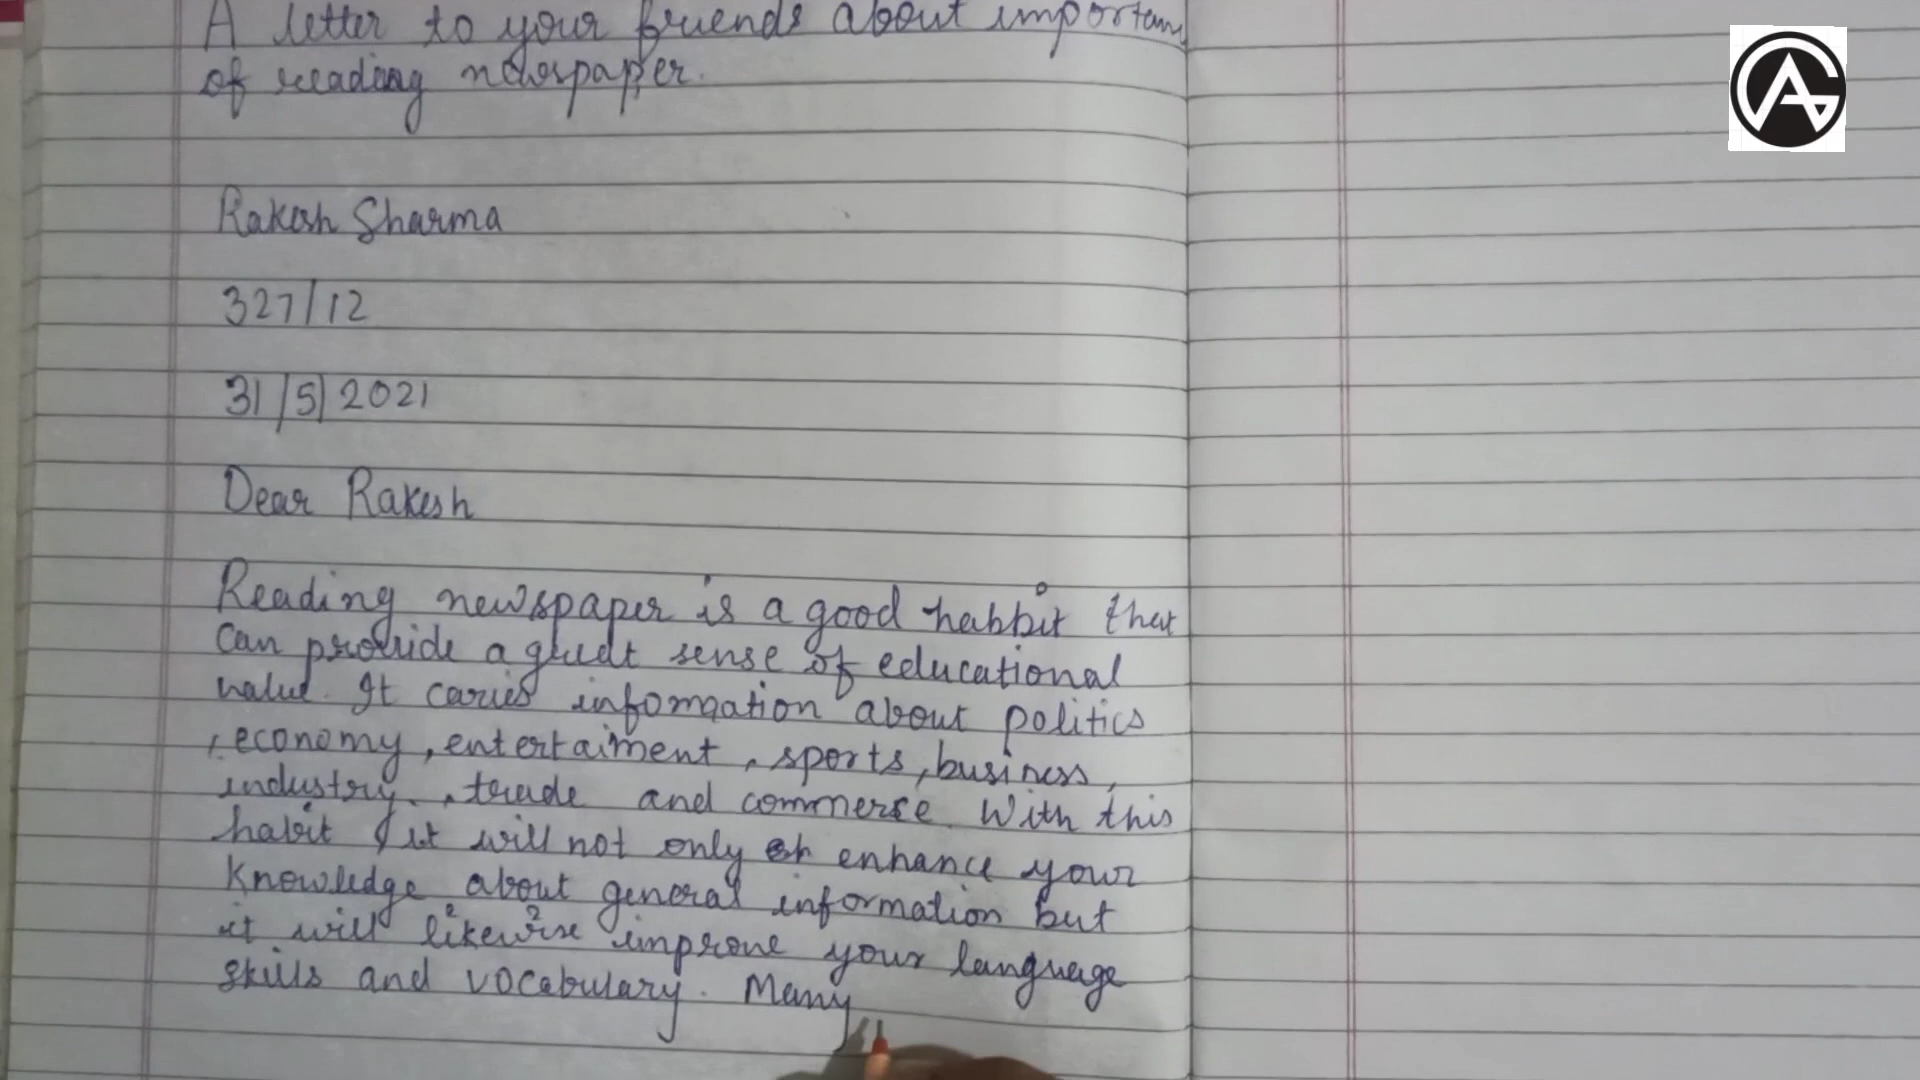 A letter to your friends about importan
of reading newspaper.
Rakesh Sharma
327/12
31/5/2021
Dear Rakesh
Reading newspaper is a good habbit that
can provide a great sense of educational
value. It caries infomation about politics
, economy, entertaiment, sports, business,
industry, trade and commerse. With this
habit it will not only enhance your
Knowledge about general information but
it will likewise improve your language
skills and vocabulary. Many